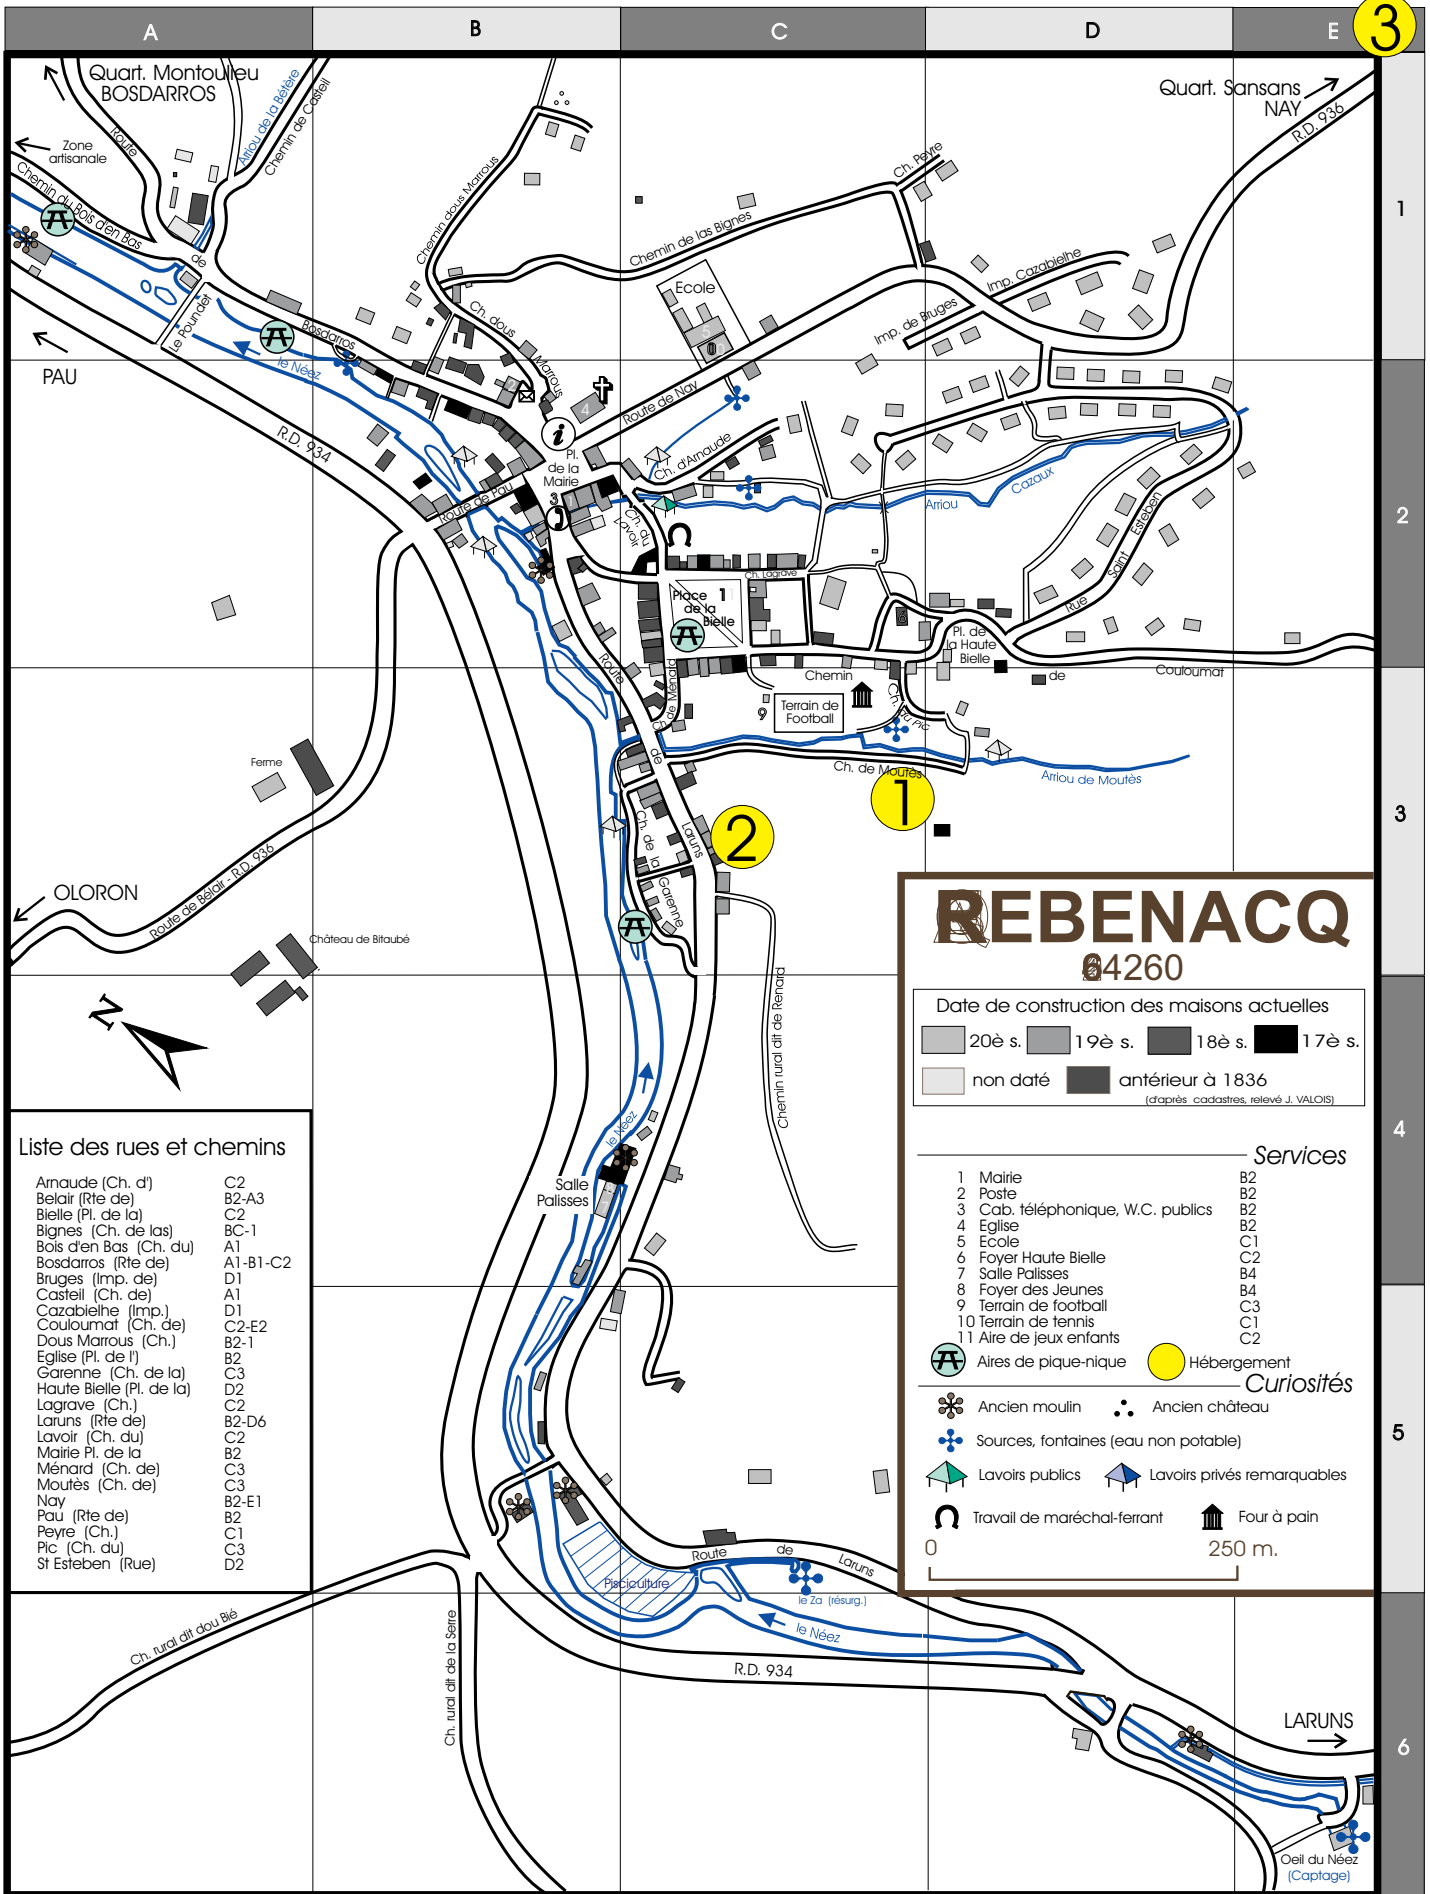 A B C D E 3
Quart. Montoulieu
BOSDARROS
Quart. Sansans
NAY
R.D. 936
Route
Zone
artisanale
Arriou de la Bétère
Chemin de Casteil
Chemin du Bois d'en Bas
de
Le Poundet
Bosdarros
le Néez
PAU
R.D. 934
Chemin dous Marrous
Ch. dous
Marrous
Chemin de las Bignes
Ch. Peyre
Ecole
5
10
Imp. Cazabielhe
Imp. de Bruges
1
2
4
i
Route de Nay
Pl.
de la
Mairie
3
Route de Pau
Ch. d'Arnaude
Ch. du
Lavoir
Arriou
Cazaux
Saint
Esteben
Rue
2
Ch. Lagrave
Place
de la
Bielle
11
Pl. de
la Haute
Bielle
Chemin
de
Couloumat
Route
Ch. de Ménard
de
9
Terrain de
Football
Ch. du Pic
Ch. de Moutès
Arriou de Moutès
1
2
3
Ferme
Laruns
Ch. de la
Garenne
OLORON
Route de Bélair - R.D. 936
Château de Bitaubé
N
REBENACQ
64260
Date de construction des maisons actuelles
20è s. 19è s. 18è s. 17è s.
non daté antérieur à 1836
(d'après cadastres, relevé J. VALOIS)
Chemin rural dit de Renard
le Néez
Salle
Palisses
4
Liste des rues et chemins
Arnaude (Ch. d') C2
Belair (Rte de) B2-A3
Bielle (Pl. de la) C2
Bignes (Ch. de las) BC-1
Bois d'en Bas (Ch. du) A1
Bosdarros (Rte de) A1-B1-C2
Bruges (Imp. de) D1
Casteil (Ch. de) A1
Cazabielhe (Imp.) D1
Couloumat (Ch. de) C2-E2
Dous Marrous (Ch.) B2-1
Eglise (Pl. de l') B2
Garenne (Ch. de la) C3
Haute Bielle (Pl. de la) D2
Lagrave (Ch.) C2
Laruns (Rte de) B2-D6
Lavoir (Ch. du) C2
Mairie Pl. de la B2
Ménard (Ch. de) C3
Moutès (Ch. de) C3
Nay B2-E1
Pau (Rte de) B2
Peyre (Ch.) C1
Pic (Ch. du) C3
St Esteben (Rue) D2
Services
1 Mairie B2
2 Poste B2
3 Cab. téléphonique, W.C. publics B2
4 Eglise B2
5 Ecole C1
6 Foyer Haute Bielle C2
7 Salle Palisses B4
8 Foyer des Jeunes B4
9 Terrain de football C3
10 Terrain de tennis C1
11 Aire de jeux enfants C2
Aires de pique-nique Hébergement
Curiosités
Ancien moulin Ancien château
Sources, fontaines (eau non potable)
Lavoirs publics Lavoirs privés remarquables
Travail de maréchal-ferrant Four à pain
0 250 m.
5
Pisciculture
Route de Laruns
le Za (résurg.)
le Néez
R.D. 934
Ch. rural dit dou Bié
Ch. rural dit de la Serre
LARUNS
6
Oeil du Néez
(Captage)